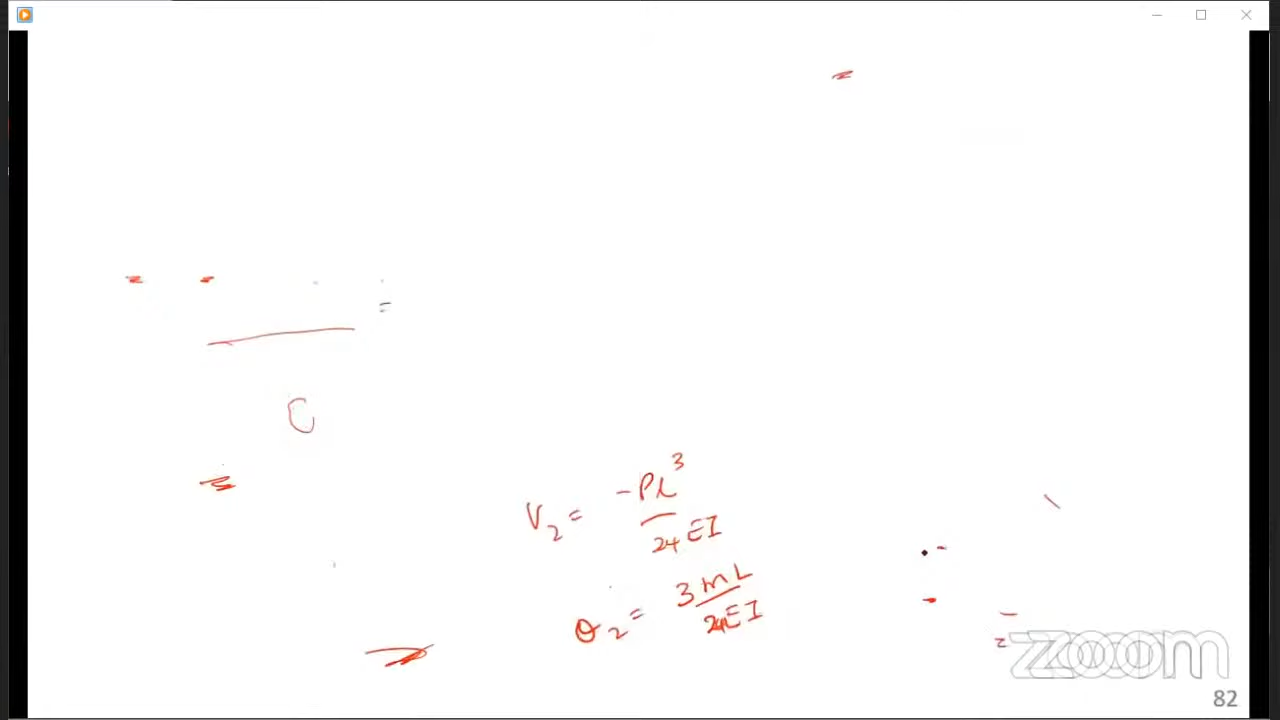 =
C
V₂ = -PL³/24EI
θ₂ = 3mL/24EI
zoom
82